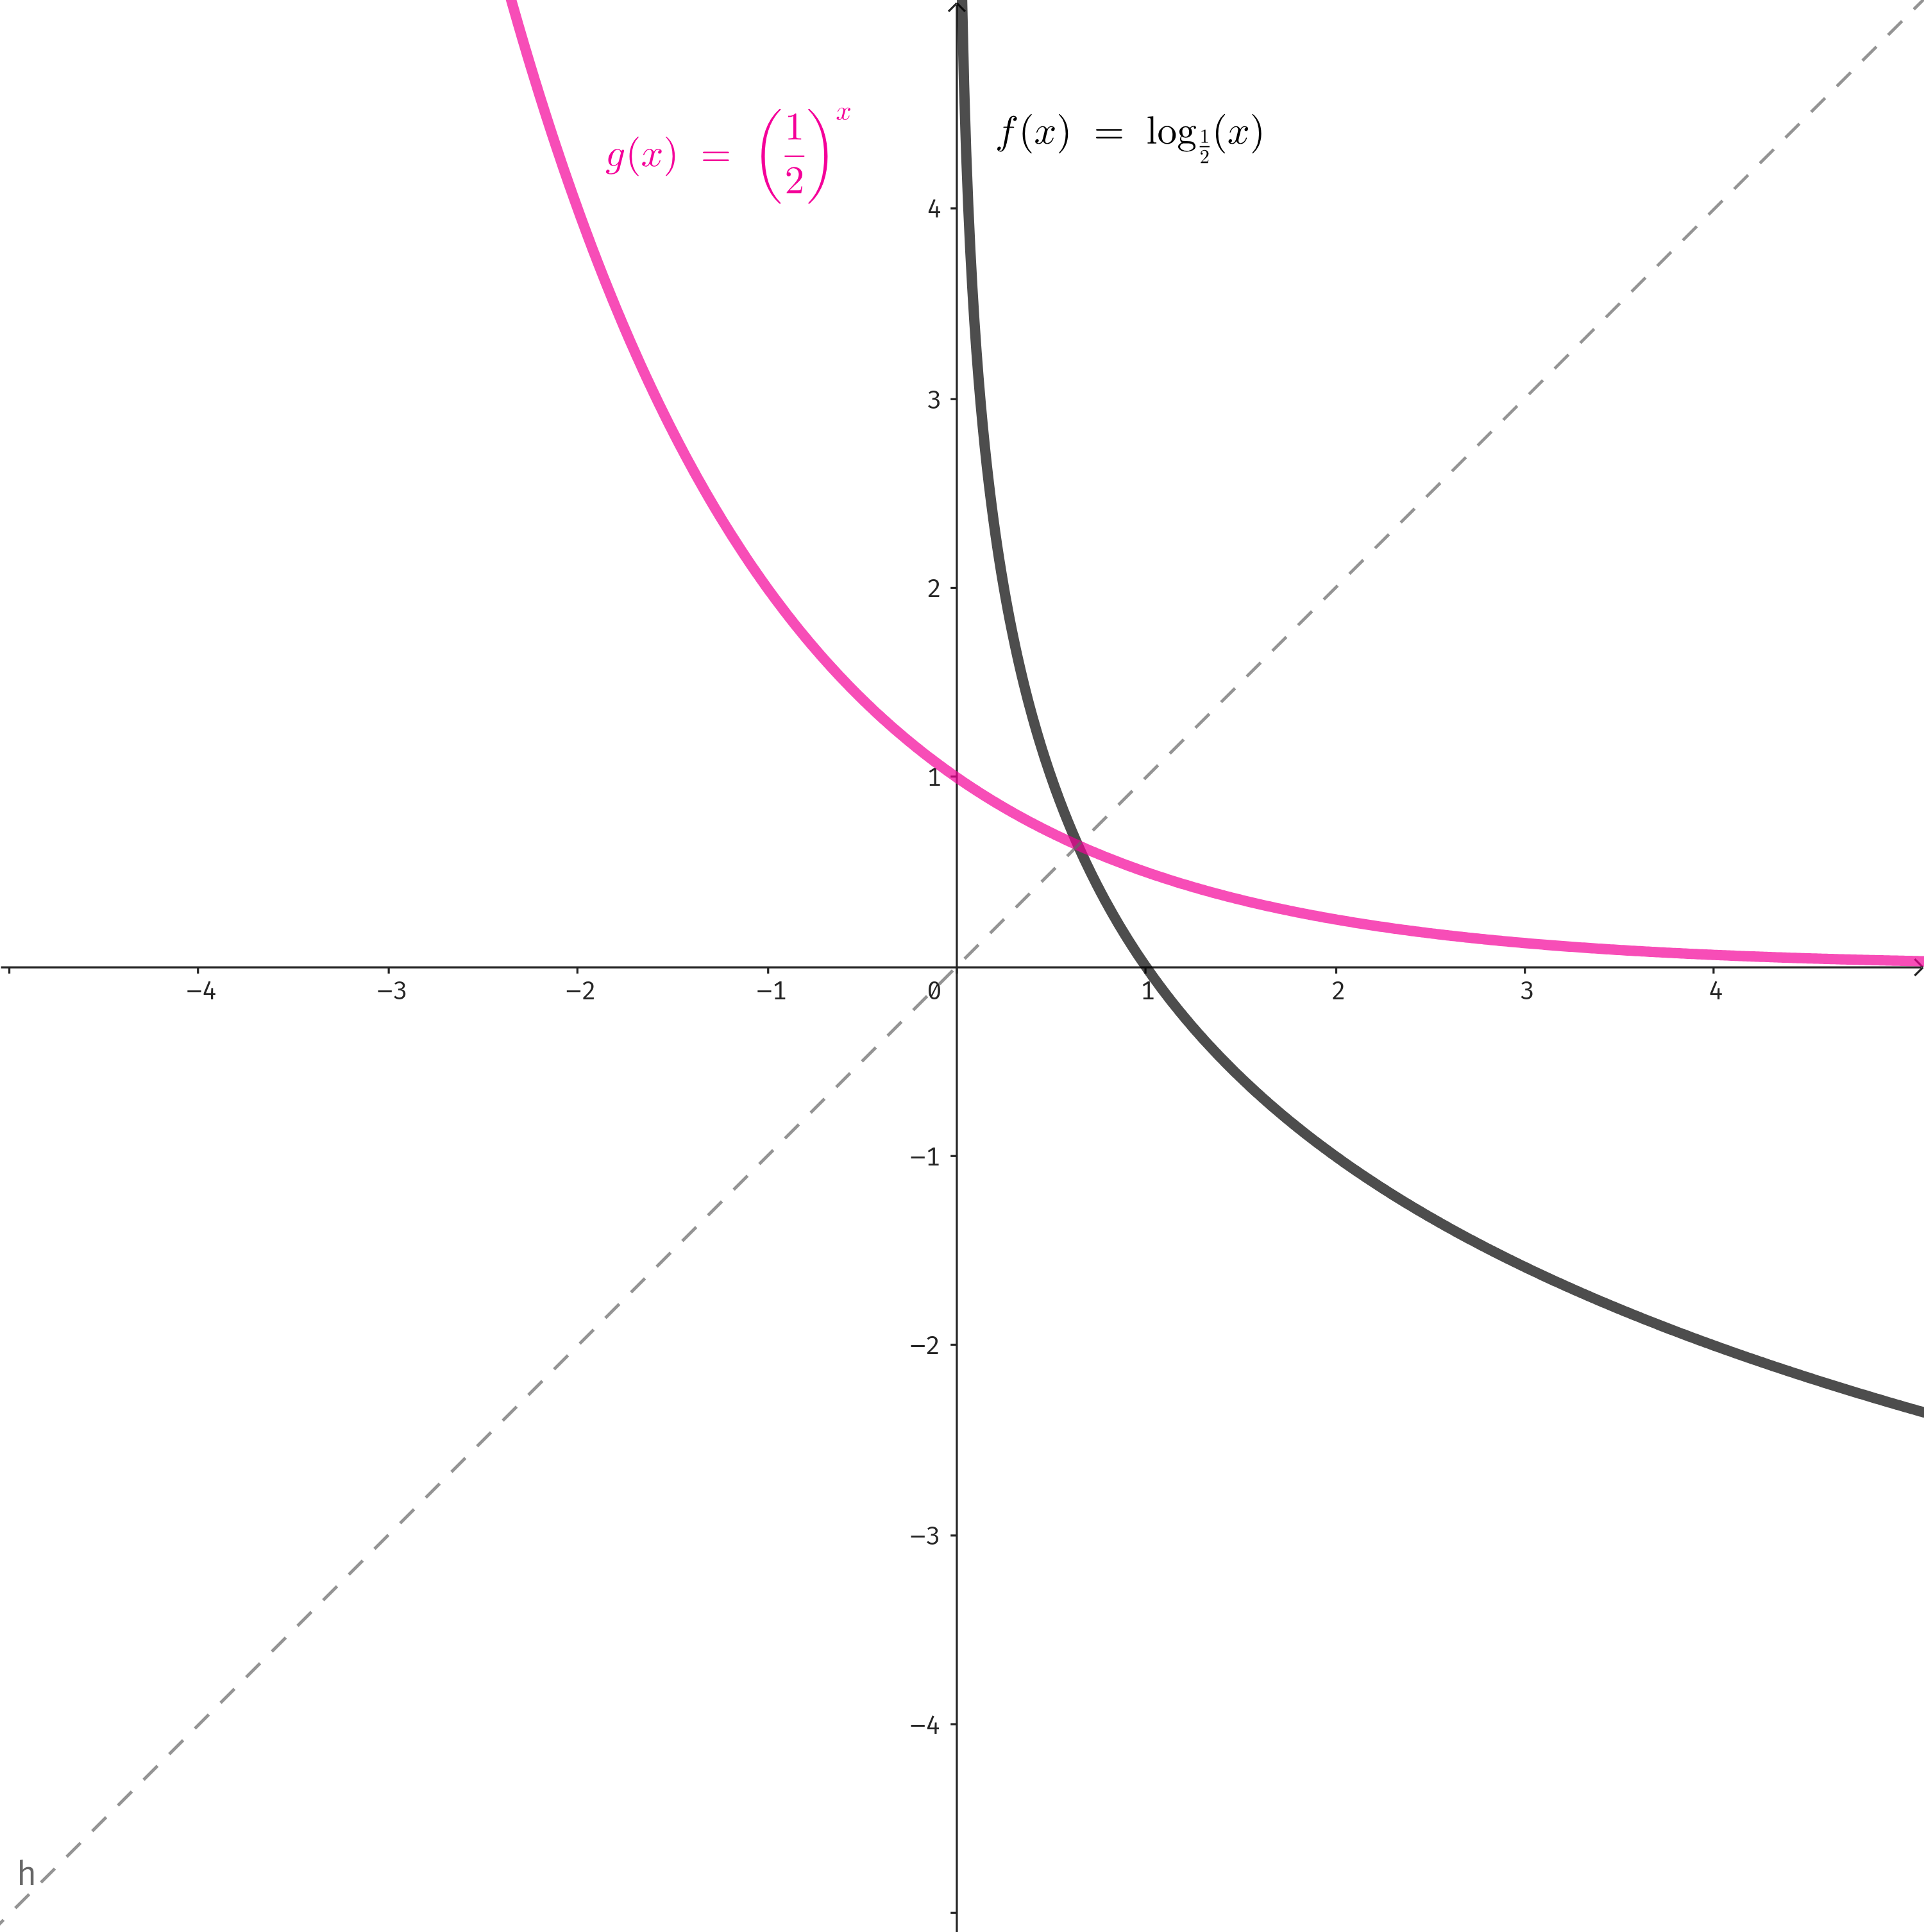 g(x) = (1/2)^x
f(x) = log_{1/2}(x)
4
3
2
1
−4 −3 −2 −1 0 1 2 3 4
−1
−2
−3
−4
h